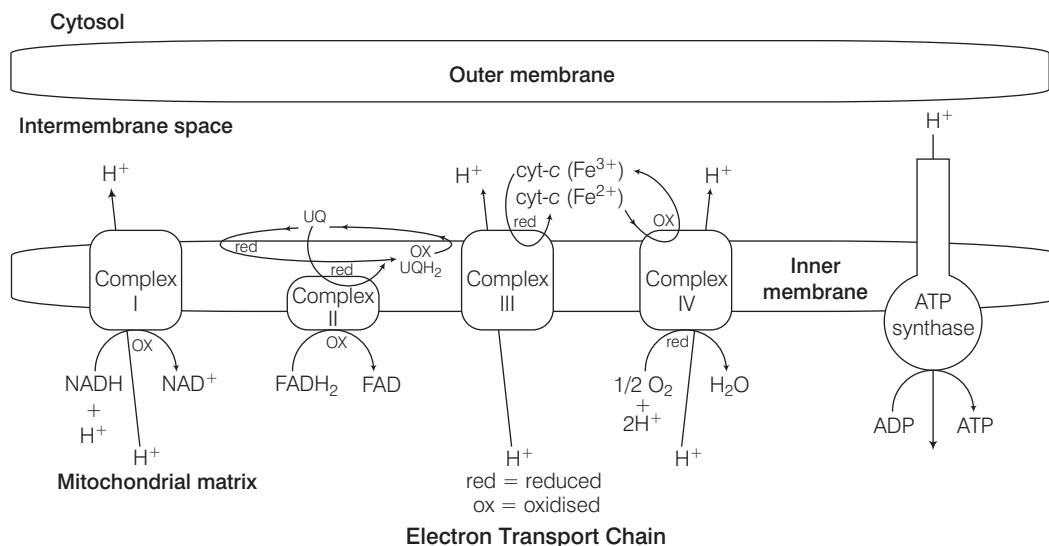 Cytosol
Outer membrane
Intermembrane space
H⁺
H⁺
H⁺
cyt-c (Fe³⁺)
cyt-c (Fe²⁺)
H⁺
red
OX
UQ
red
OX
UQH₂
red
Complex
I
Complex
II
Complex
III
Complex
IV
Inner
membrane
ATP
synthase
OX
OX
red
NADH
+
H⁺
NAD⁺
FADH₂
FAD
1/2 O₂
+
2H⁺
H₂O
ADP
ATP
H⁺
H⁺
H⁺
Mitochondrial matrix
red = reduced
ox = oxidised
Electron Transport Chain